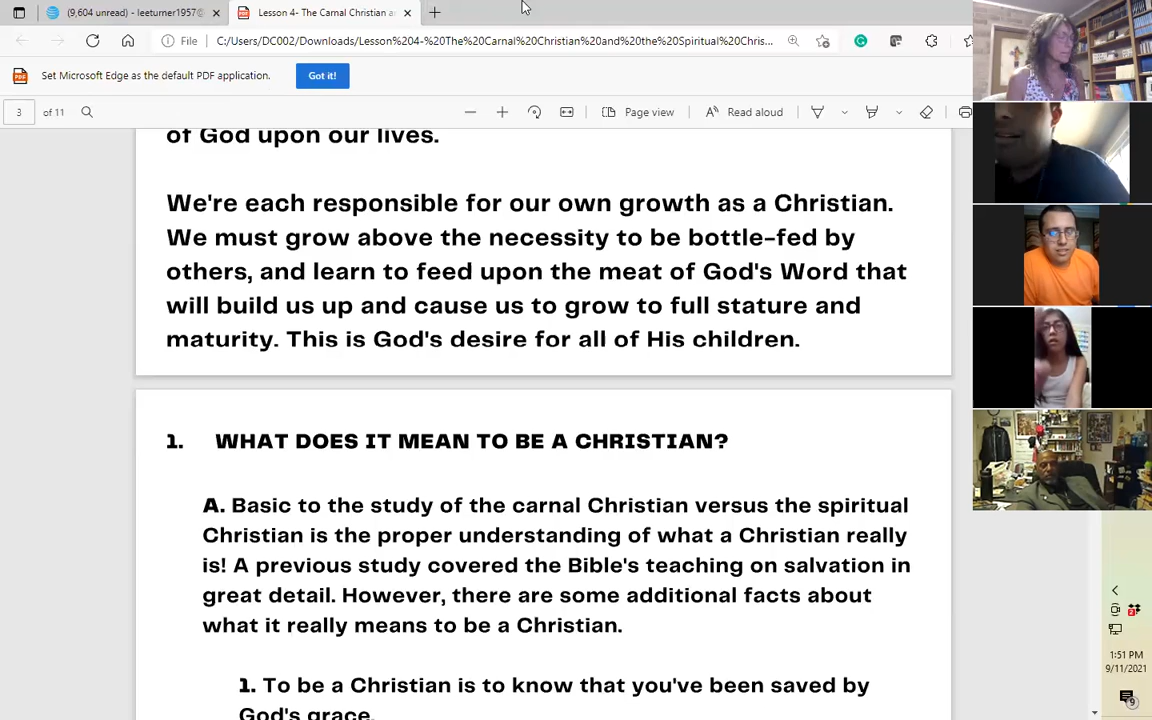 (9,604 unread) - leeturner1957@
Lesson 4- The Carnal Christian a
File
C:/Users/DC002/Downloads/Lesson%204-%20The%20Carnal%20Christian%20and%20the%20Spiritual%20Chris...
Set Microsoft Edge as the default PDF application.
Got it!
3 of 11
Page view
Read aloud
of God upon our lives.
We're each responsible for our own growth as a Christian.
We must grow above the necessity to be bottle-fed by
others, and learn to feed upon the meat of God's Word that
will build us up and cause us to grow to full stature and
maturity. This is God's desire for all of His children.
1. WHAT DOES IT MEAN TO BE A CHRISTIAN?
A. Basic to the study of the carnal Christian versus the spiritual
Christian is the proper understanding of what a Christian really
is! A previous study covered the Bible's teaching on salvation in
great detail. However, there are some additional facts about
what it really means to be a Christian.
1. To be a Christian is to know that you've been saved by
God's grace.
1:51 PM
9/11/2021
9